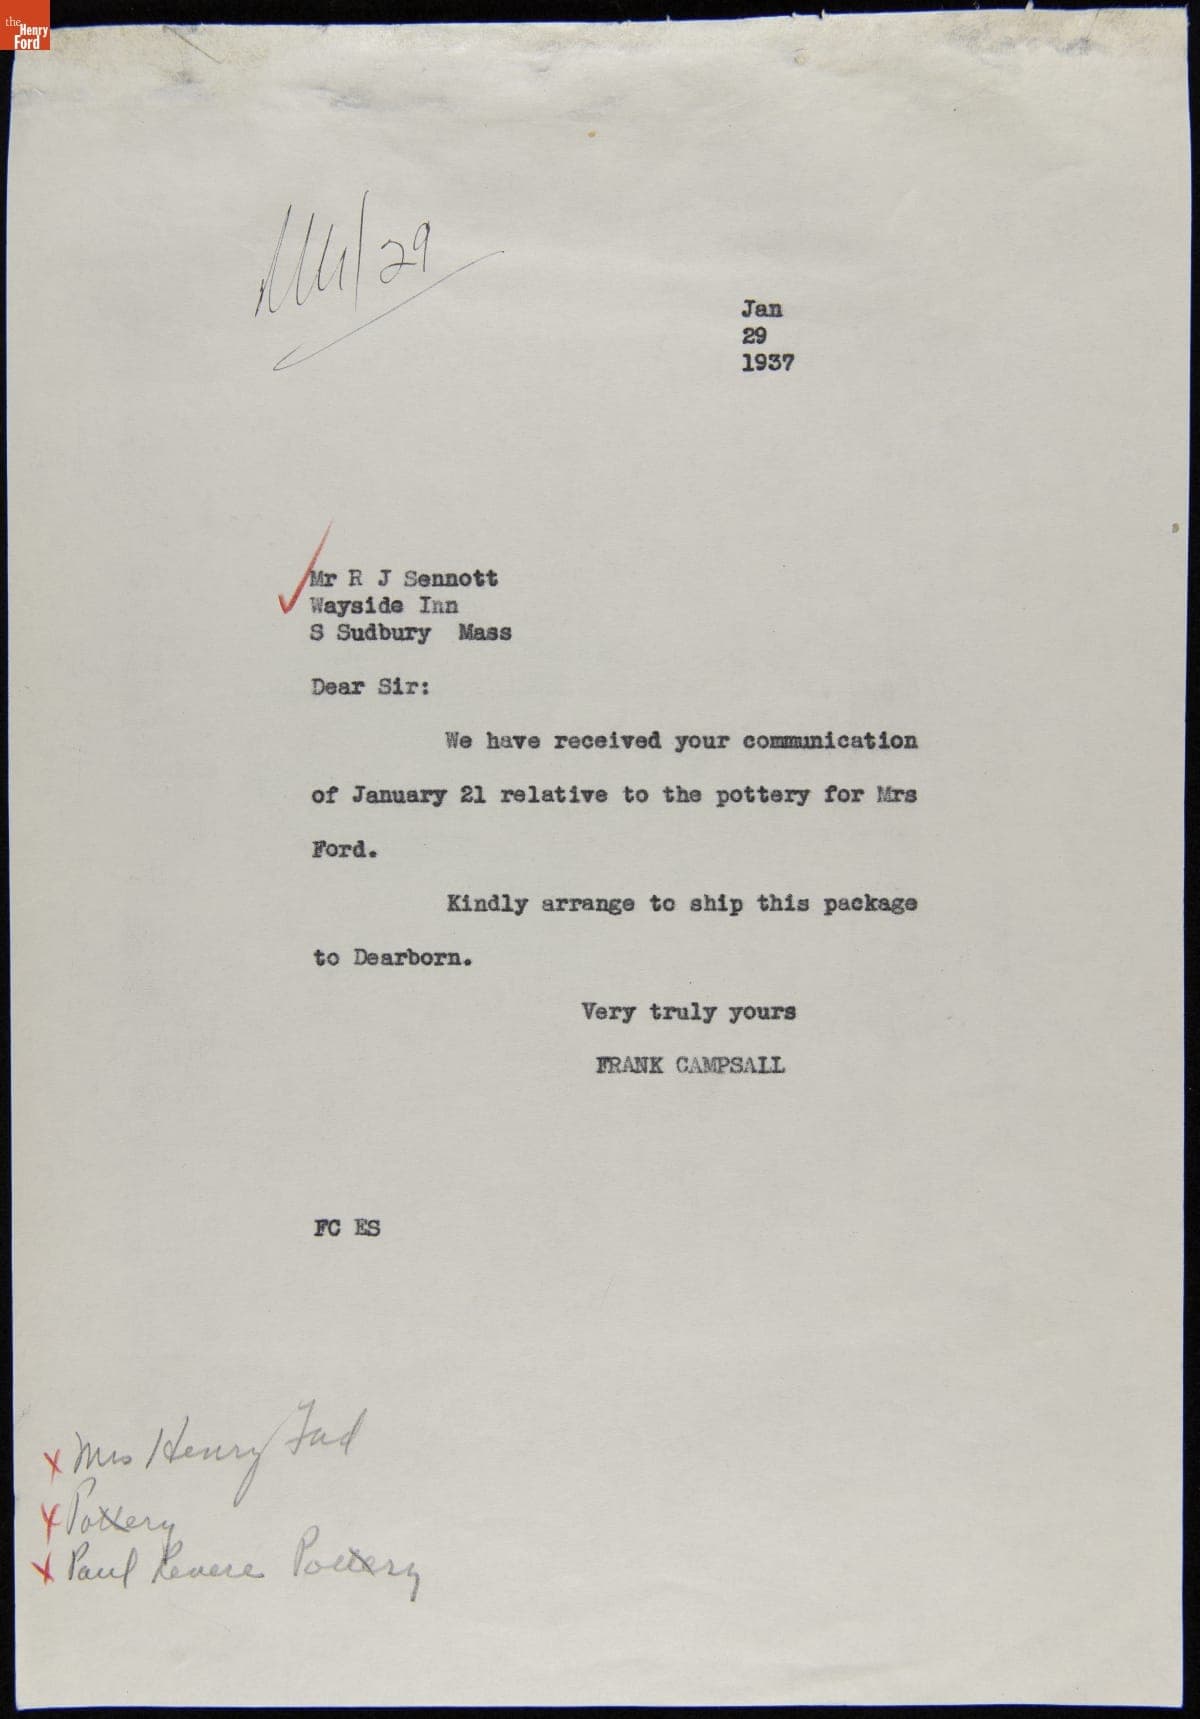 the
Henry
Ford
29
Jan
29
1937
Mr R J Sennott
Wayside Inn
S Sudbury Mass
Dear Sir:
We have received your communication
of January 21 relative to the pottery for Mrs
Ford.
Kindly arrange to ship this package
to Dearborn.
Very truly yours
FRANK CAMPSALL
FC ES
x Mrs Henry Ford
x Pottery
x Paul Revere Pottery